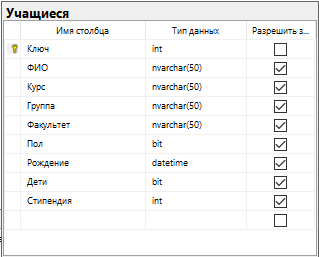 Учащиеся
Имя столбца Тип данных Разрешить з...
Ключ int
ФИО nvarchar(50)
Курс nvarchar(50)
Группа nvarchar(50)
Факультет nvarchar(50)
Пол bit
Рождение datetime
Дети bit
Стипендия int